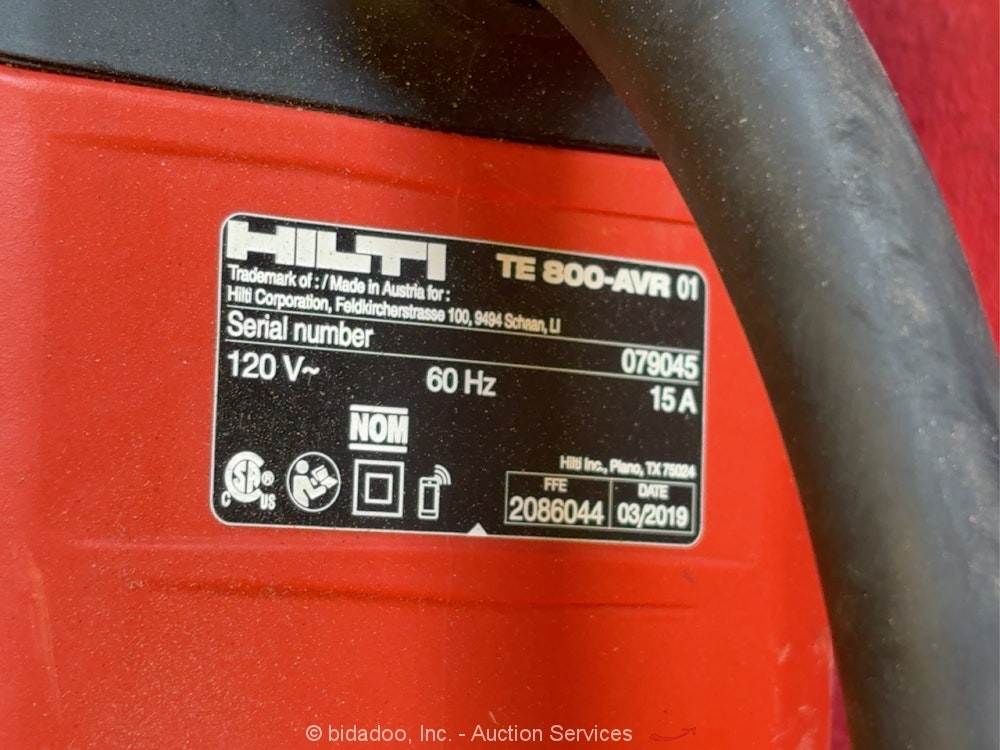 HILTI TE 800-AVR 01
Trademark of : / Made in Austria for :
Hilti Corporation, Feldkircherstrasse 100, 9494 Schaan, LI
Serial number 079045
120 V~ 60 Hz 15 A
NOM
Hilti Inc., Plano, TX 75024
SA ®
C US
FFE DATE
2086044 03/2019
© bidadoo, Inc. - Auction Services